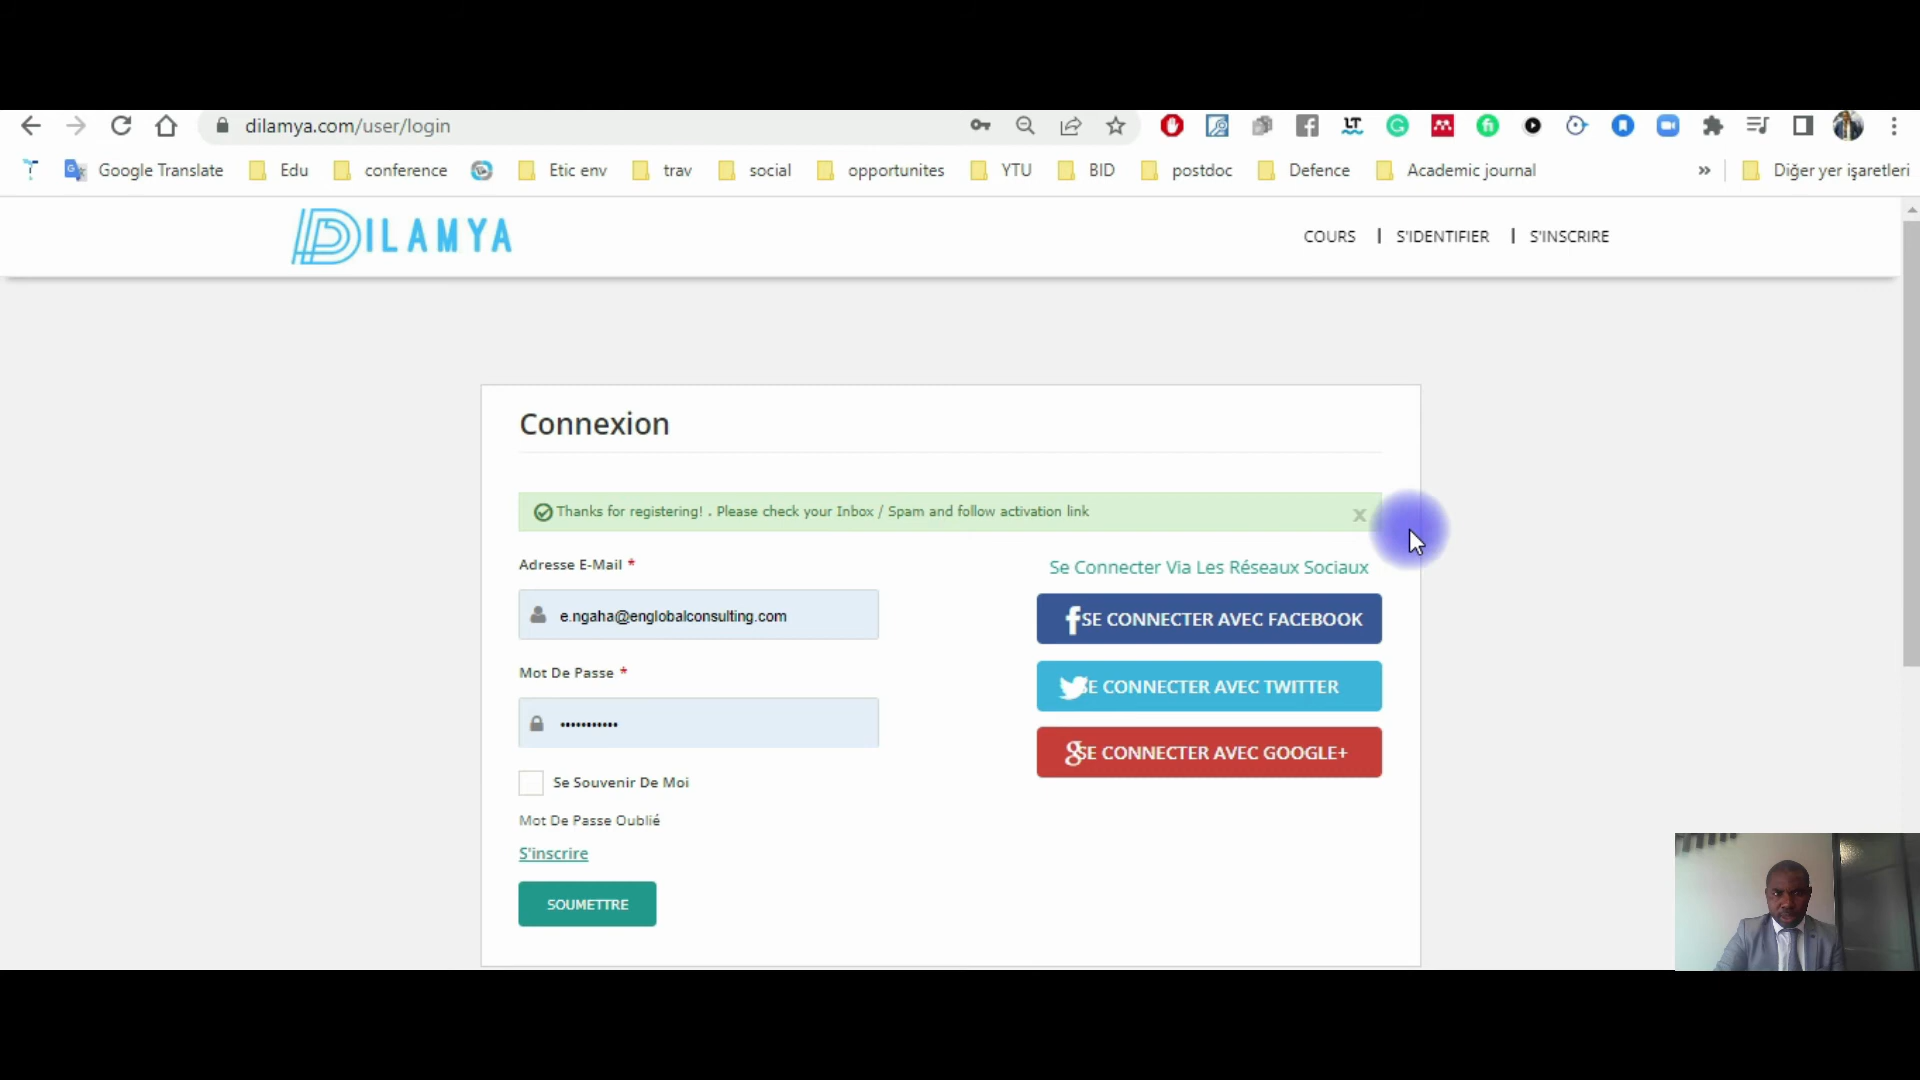 dilamya.com/user/login
Google Translate Edu conference Etic env trav social opportunites YTU BID postdoc Defence Academic journal » Diğer yer işaretleri
DILAMYA
COURS | S'IDENTIFIER | S'INSCRIRE
Connexion
Thanks for registering! . Please check your Inbox / Spam and follow activation link x
Adresse E-Mail *
e.ngaha@englobalconsulting.com
Mot De Passe *
•••••••••••
Se Souvenir De Moi
Mot De Passe Oublié
S'inscrire
SOUMETTRE
Se Connecter Via Les Réseaux Sociaux
SE CONNECTER AVEC FACEBOOK
SE CONNECTER AVEC TWITTER
SE CONNECTER AVEC GOOGLE+